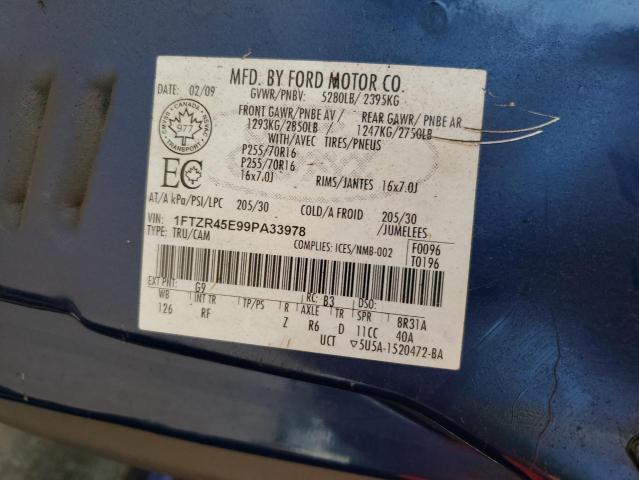 MFD. BY FORD MOTOR CO.
DATE: 02/09
GVWR/PNBV: 5280LB/ 2395KG
FRONT GAWR/PNBE AV/ REAR GAWR/ PNBE AR
1293KG/2850LB 1247KG/2750LB
WITH/AVEC TIRES/PNEUS
P255/70R16
P255/70R16
16x7.0J RIMS/JANTES 16x7.0J
CANADA
977
TRANSPORT
EC
AT/A kPa/PSI/LPC 205/30 COLD/A FROID 205/30
/JUMELEES
VIN: 1FTZR45E99PA33978
TYPE: TRU/CAM COMPLIES: ICES/NMB-002 F0096
T0196
EXT PNT: G9 RC: B3 DSO:
WB INT TR TP/PS R AXLE TR SPR 8R31A
126 RF Z R6 D 11CC 40A
UCT ▽5U5A-1520472-BA